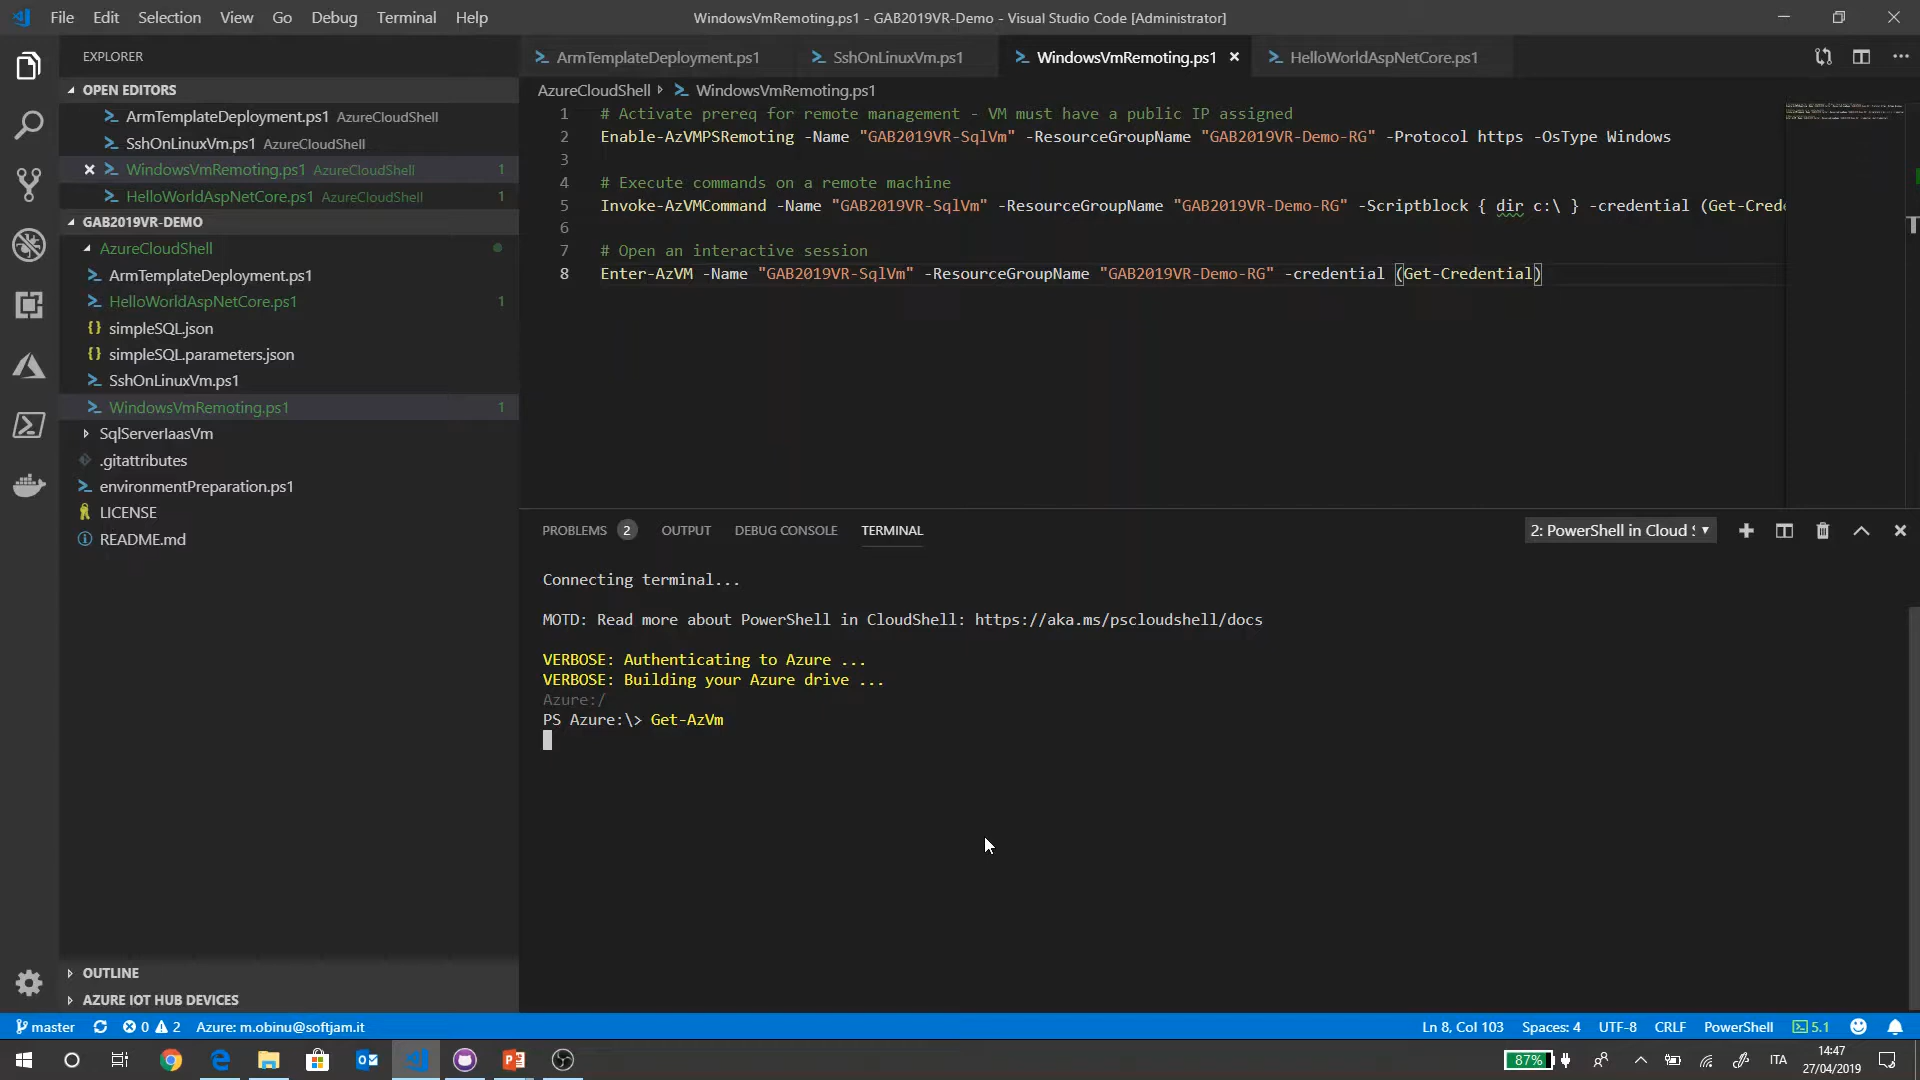 File Edit Selection View Go Debug Terminal Help
WindowsVmRemoting.ps1 - GAB2019VR-Demo - Visual Studio Code [Administrator]
EXPLORER
OPEN EDITORS
ArmTemplateDeployment.ps1 AzureCloudShell
SshOnLinuxVm.ps1 AzureCloudShell
WindowsVmRemoting.ps1 AzureCloudShell 1
HelloWorldAspNetCore.ps1 AzureCloudShell 1
GAB2019VR-DEMO
AzureCloudShell
ArmTemplateDeployment.ps1
HelloWorldAspNetCore.ps1 1
simpleSQL.json
simpleSQL.parameters.json
SshOnLinuxVm.ps1
WindowsVmRemoting.ps1 1
SqlServerIaasVm
.gitattributes
environmentPreparation.ps1
LICENSE
README.md
OUTLINE
AZURE IOT HUB DEVICES
ArmTemplateDeployment.ps1 SshOnLinuxVm.ps1 WindowsVmRemoting.ps1 HelloWorldAspNetCore.ps1
AzureCloudShell WindowsVmRemoting.ps1
1 # Activate prereq for remote management - VM must have a public IP assigned
2 Enable-AzVMPSRemoting -Name "GAB2019VR-SqlVm" -ResourceGroupName "GAB2019VR-Demo-RG" -Protocol https -OsType Windows
3
4 # Execute commands on a remote machine
5 Invoke-AzVMCommand -Name "GAB2019VR-SqlVm" -ResourceGroupName "GAB2019VR-Demo-RG" -Scriptblock { dir c:\ } -credential (Get-Crede
6
7 # Open an interactive session
8 Enter-AzVM -Name "GAB2019VR-SqlVm" -ResourceGroupName "GAB2019VR-Demo-RG" -credential (Get-Credential)
PROBLEMS 2 OUTPUT DEBUG CONSOLE TERMINAL 2: PowerShell in Cloud S
Connecting terminal...
MOTD: Read more about PowerShell in CloudShell: https://aka.ms/pscloudshell/docs
VERBOSE: Authenticating to Azure ...
VERBOSE: Building your Azure drive ...
Azure:/
PS Azure:\> Get-AzVm
master 0 2 Azure: m.obinu@softjam.it
Ln 8, Col 103 Spaces: 4 UTF-8 CRLF PowerShell 5.1
87% ITA
14:47
27/04/2019